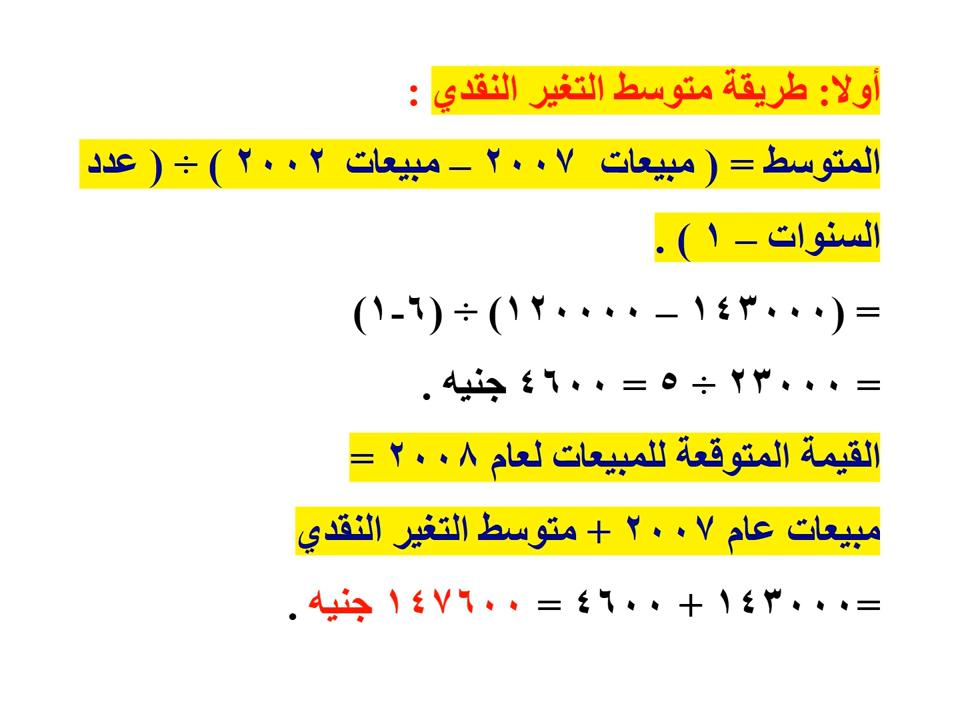 أولا: طريقة متوسط التغير النقدي :
المتوسط = ( مبيعات ٢٠٠٧ – مبيعات ٢٠٠٢ ) ÷ ( عدد
السنوات – ١ ) .
= (١٤٣٠٠٠ – ١٢٠٠٠٠) ÷ (٦-١)
= ٢٣٠٠٠ ÷ ٥ = ٤٦٠٠ جنيه .
القيمة المتوقعة للمبيعات لعام ٢٠٠٨ =
مبيعات عام ٢٠٠٧ + متوسط التغير النقدي
=١٤٣٠٠٠ + ٤٦٠٠ = ١٤٧٦٠٠ جنيه .